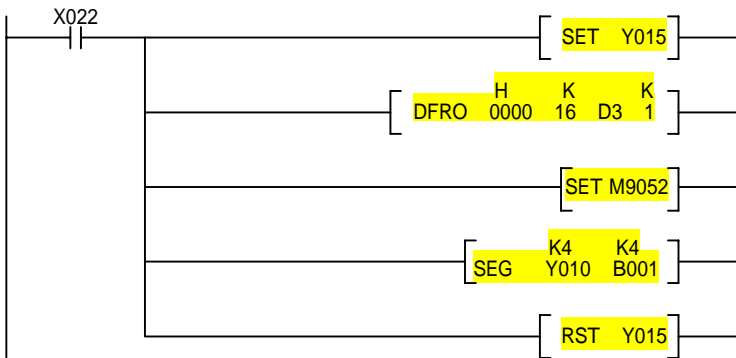 X022
SET Y015
H K K
DFRO 0000 16 D3 1
SET M9052
K4 K4
SEG Y010 B001
RST Y015